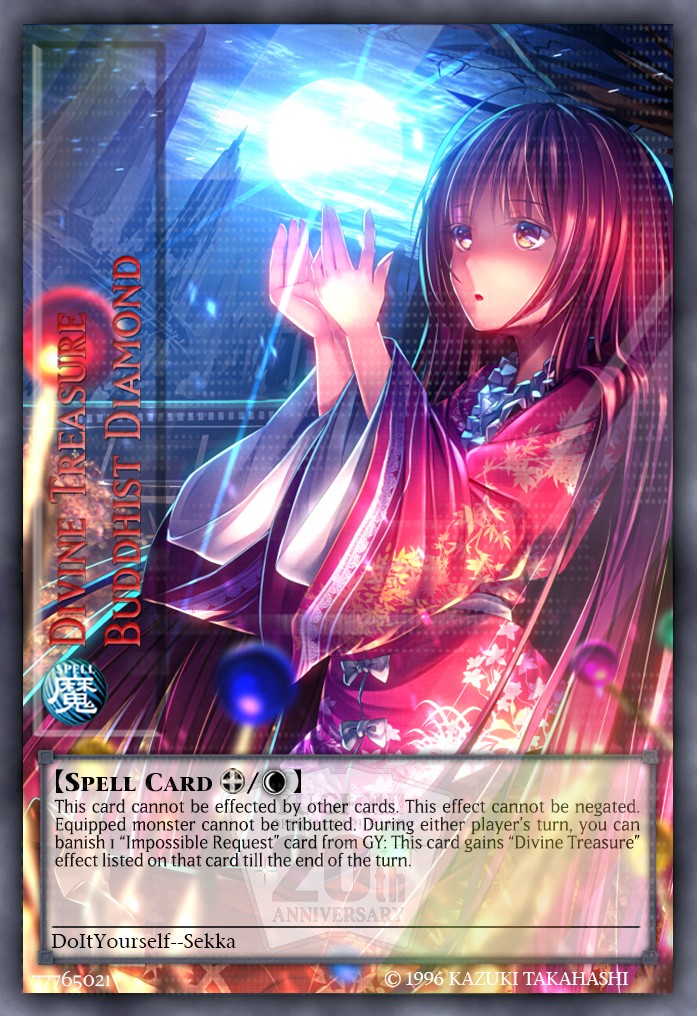 Divine Treasure
Buddhist Diamond
SPELL
魔
【Spell Card / 】
This card cannot be effected by other cards. This effect cannot be negated.
Equipped monster cannot be tributted. During either player's turn, you can
banish 1 “Impossible Request” card from GY: This card gains “Divine Treasure”
effect listed on that card till the end of the turn.
20th
ANNIVERSARY
DoItYourself--Sekka
77765021
© 1996 KAZUKI TAKAHASHI